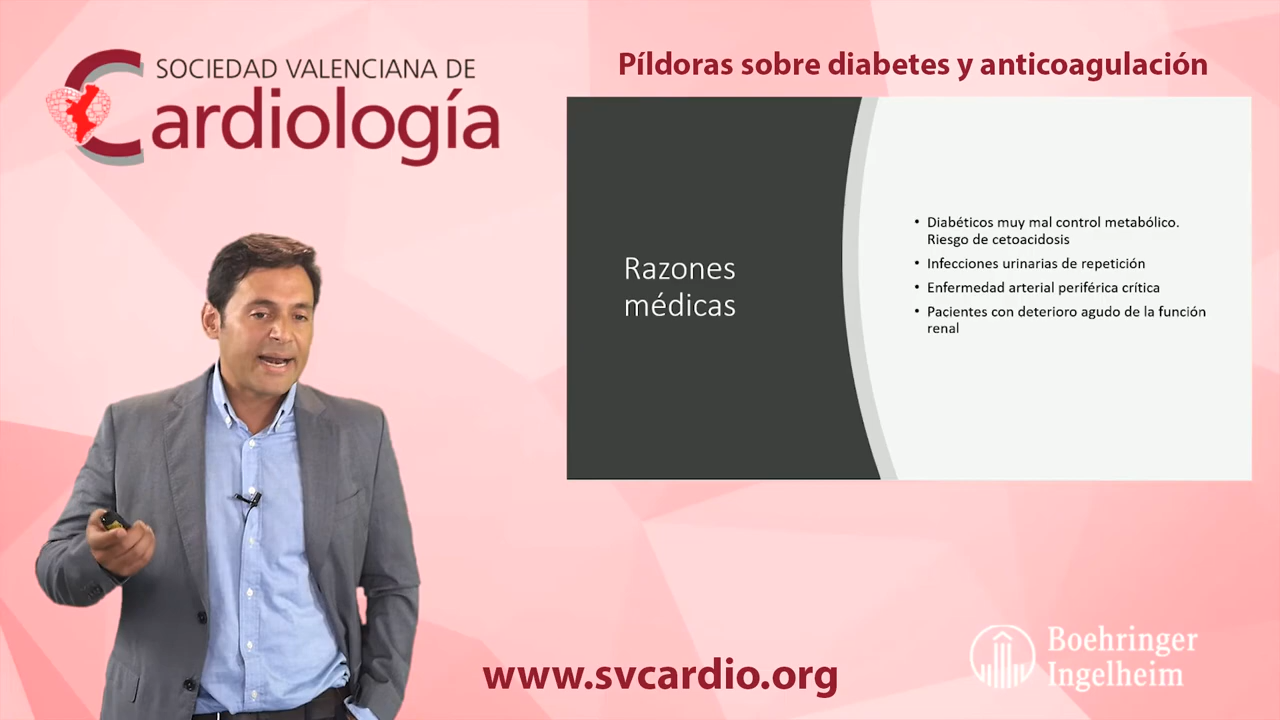 SOCIEDAD VALENCIANA DE
Cardiología
Píldoras sobre diabetes y anticoagulación
Razones
médicas
• Diabéticos muy mal control metabólico.
Riesgo de cetoacidosis
• Infecciones urinarias de repetición
• Enfermedad arterial periférica crítica
• Pacientes con deterioro agudo de la función
renal
www.svcardio.org
Boehringer
Ingelheim